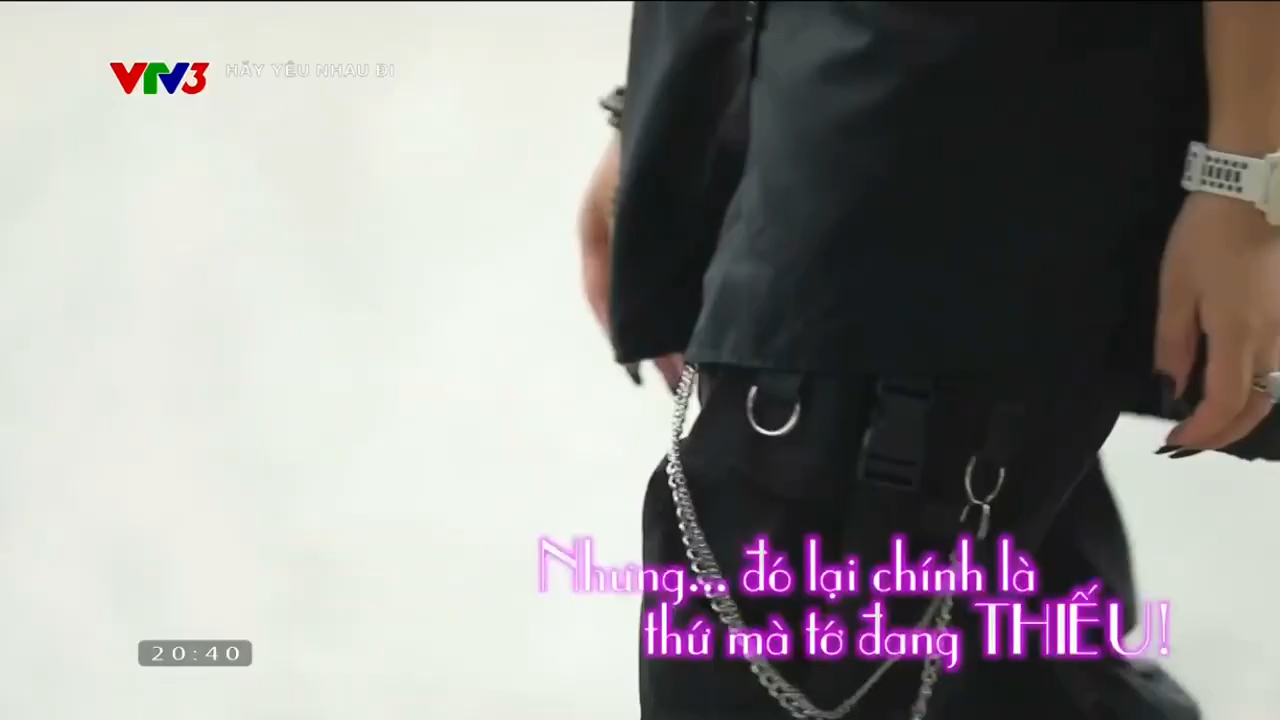 VTV3 HÃY YÊU NHAU ĐI
Nhưng... đó lại chính là
thứ mà tớ đang THIẾU!
20:40